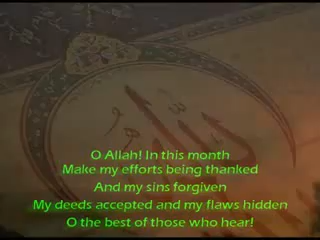 O Allah! In this month
Make my efforts being thanked
And my sins forgiven
My deeds accepted and my flaws hidden
O the best of those who hear!